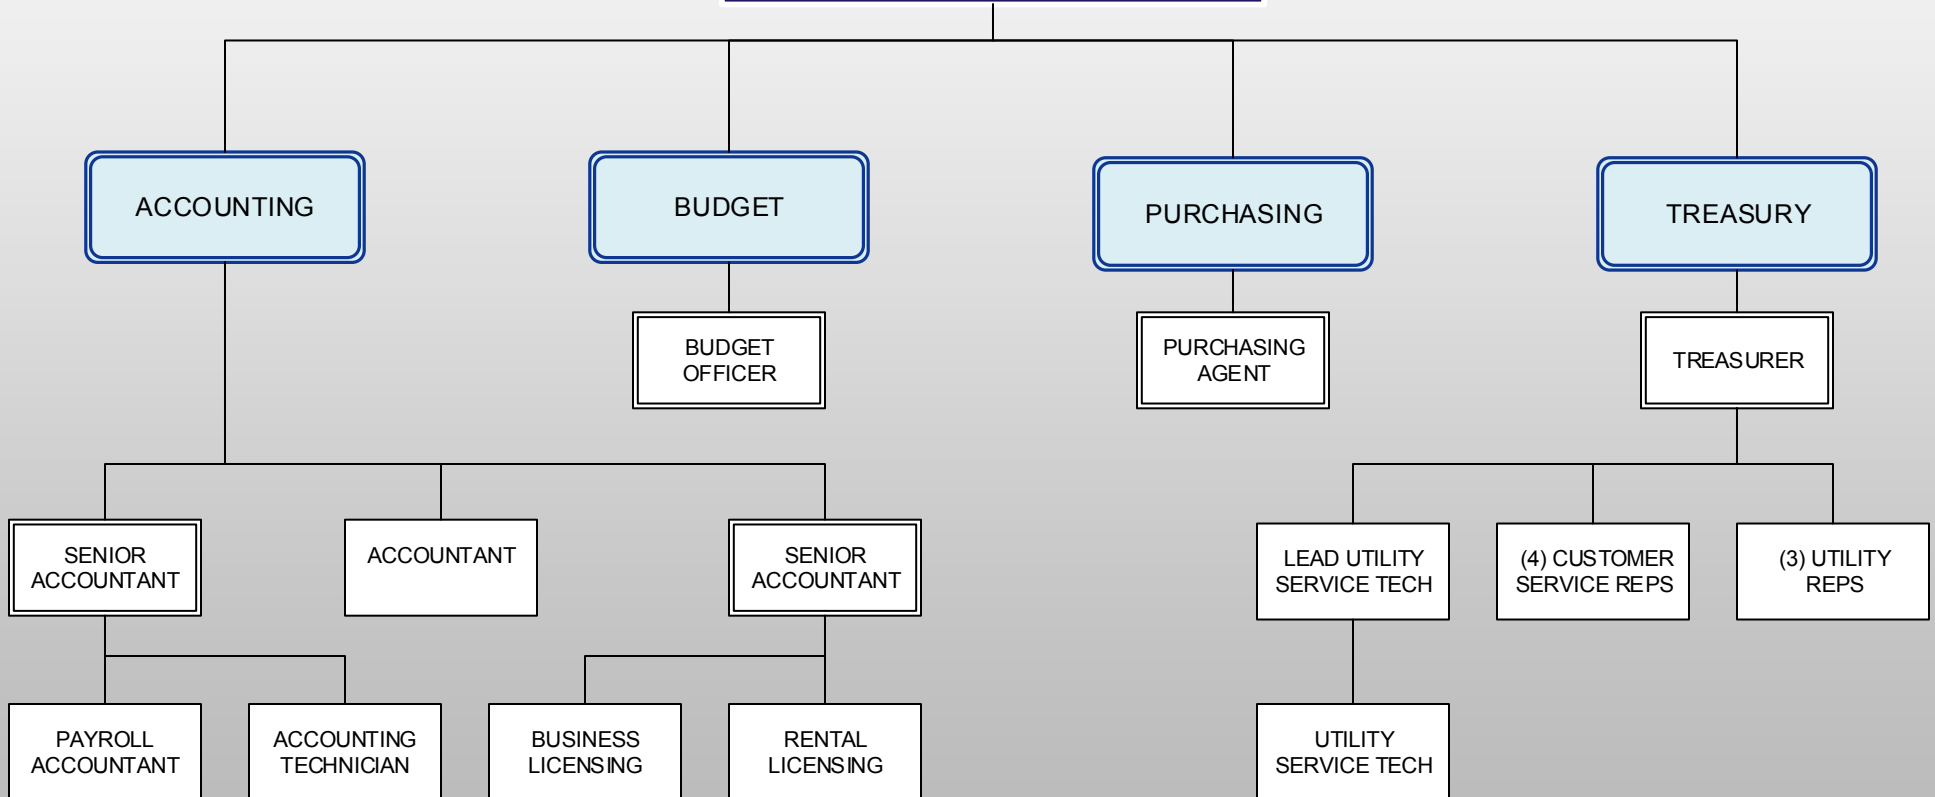 ACCOUNTING
BUDGET
PURCHASING
TREASURY
BUDGET
OFFICER
PURCHASING
AGENT
TREASURER
SENIOR
ACCOUNTANT
ACCOUNTANT
SENIOR
ACCOUNTANT
LEAD UTILITY
SERVICE TECH
(4) CUSTOMER
SERVICE REPS
(3) UTILITY
REPS
PAYROLL
ACCOUNTANT
ACCOUNTING
TECHNICIAN
BUSINESS
LICENSING
RENTAL
LICENSING
UTILITY
SERVICE TECH